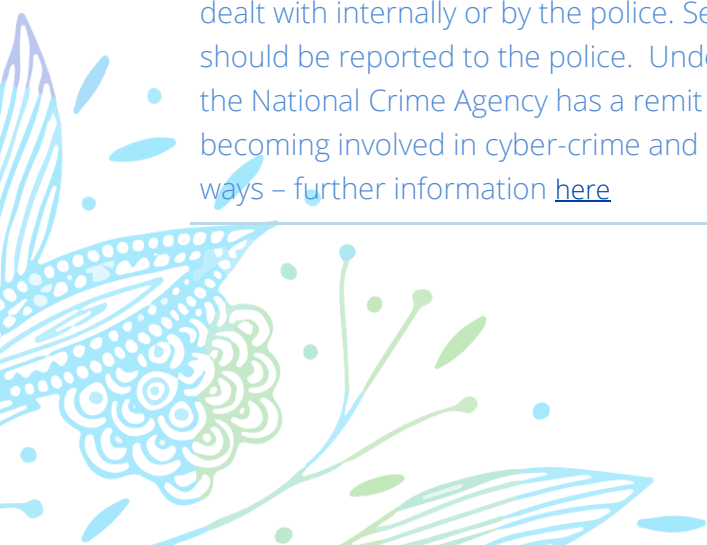 dealt with internally or by the police. Se
should be reported to the police.  Unde
the National Crime Agency has a remit
becoming involved in cyber-crime and
ways – further information here